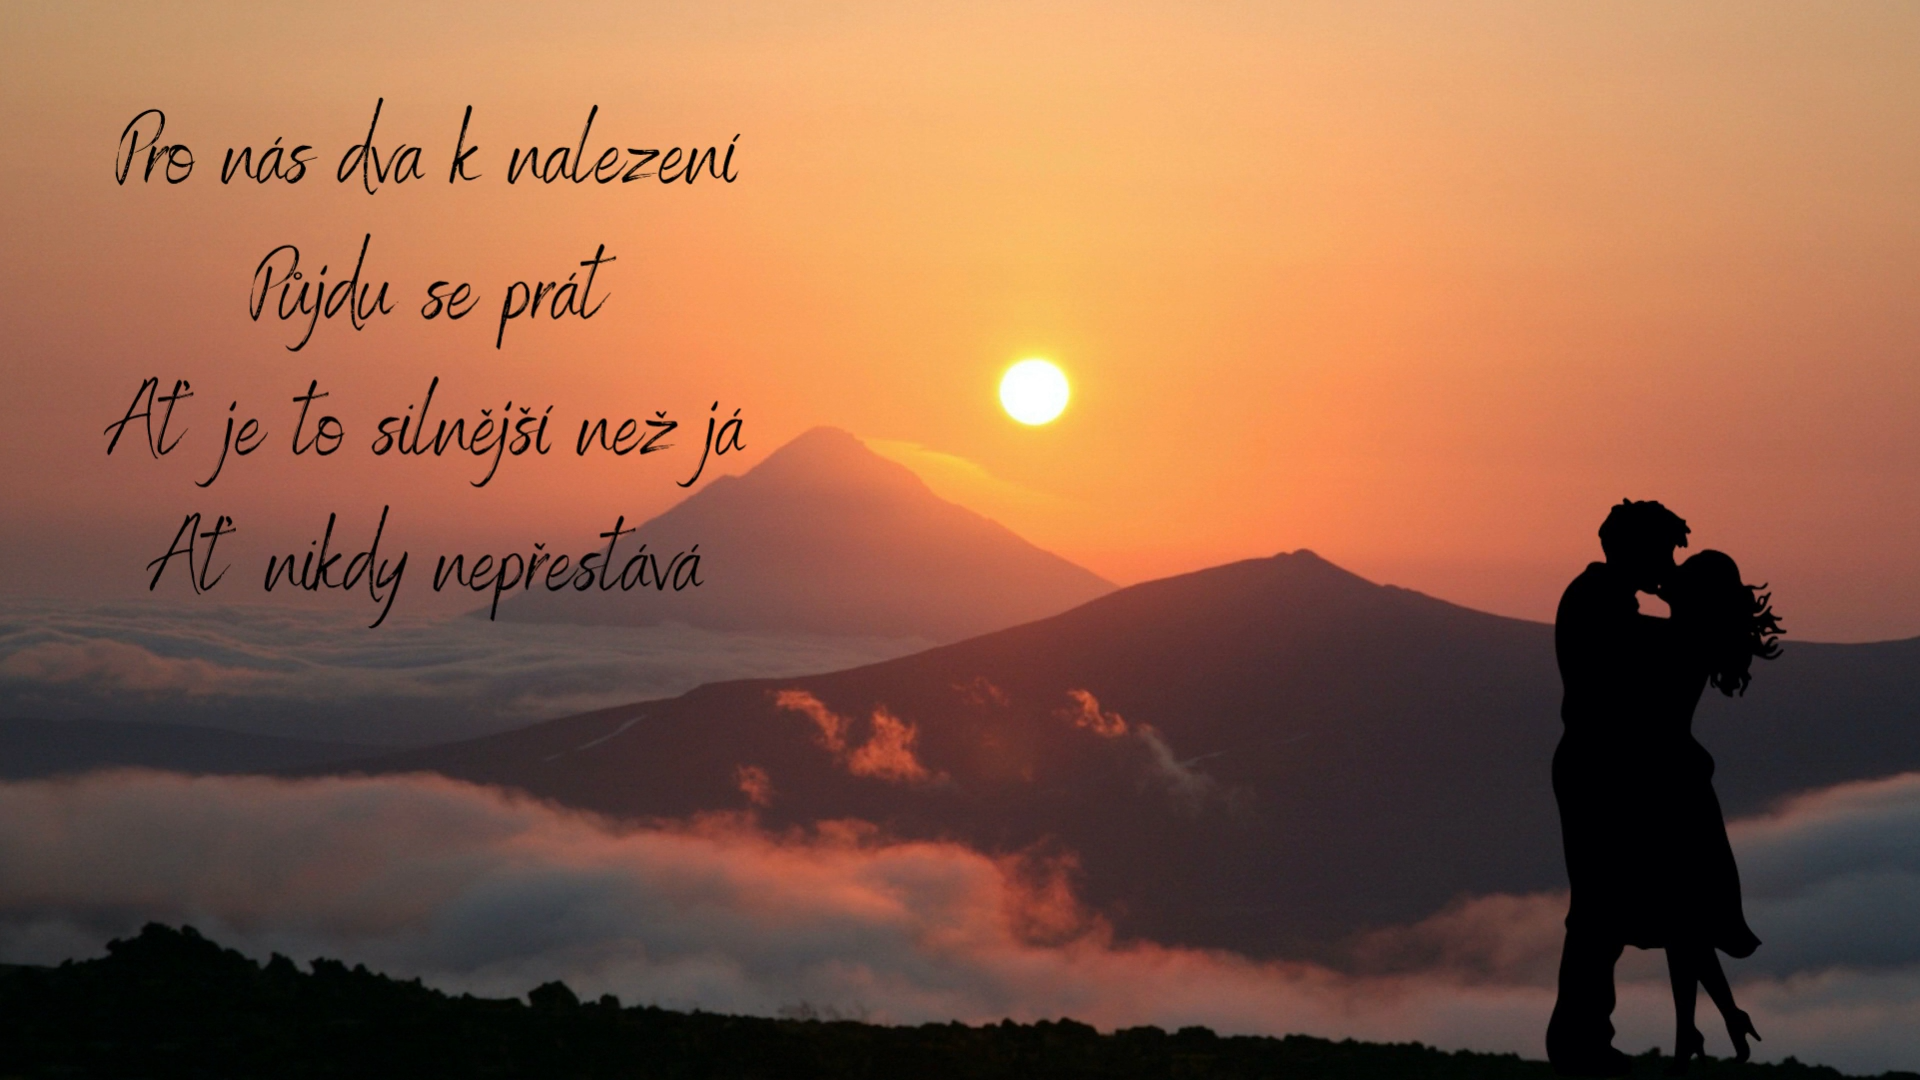 Pro nás dva k nalezení
Půjdu se prát
Ať je to silnější než já
Ať nikdy nepřestává